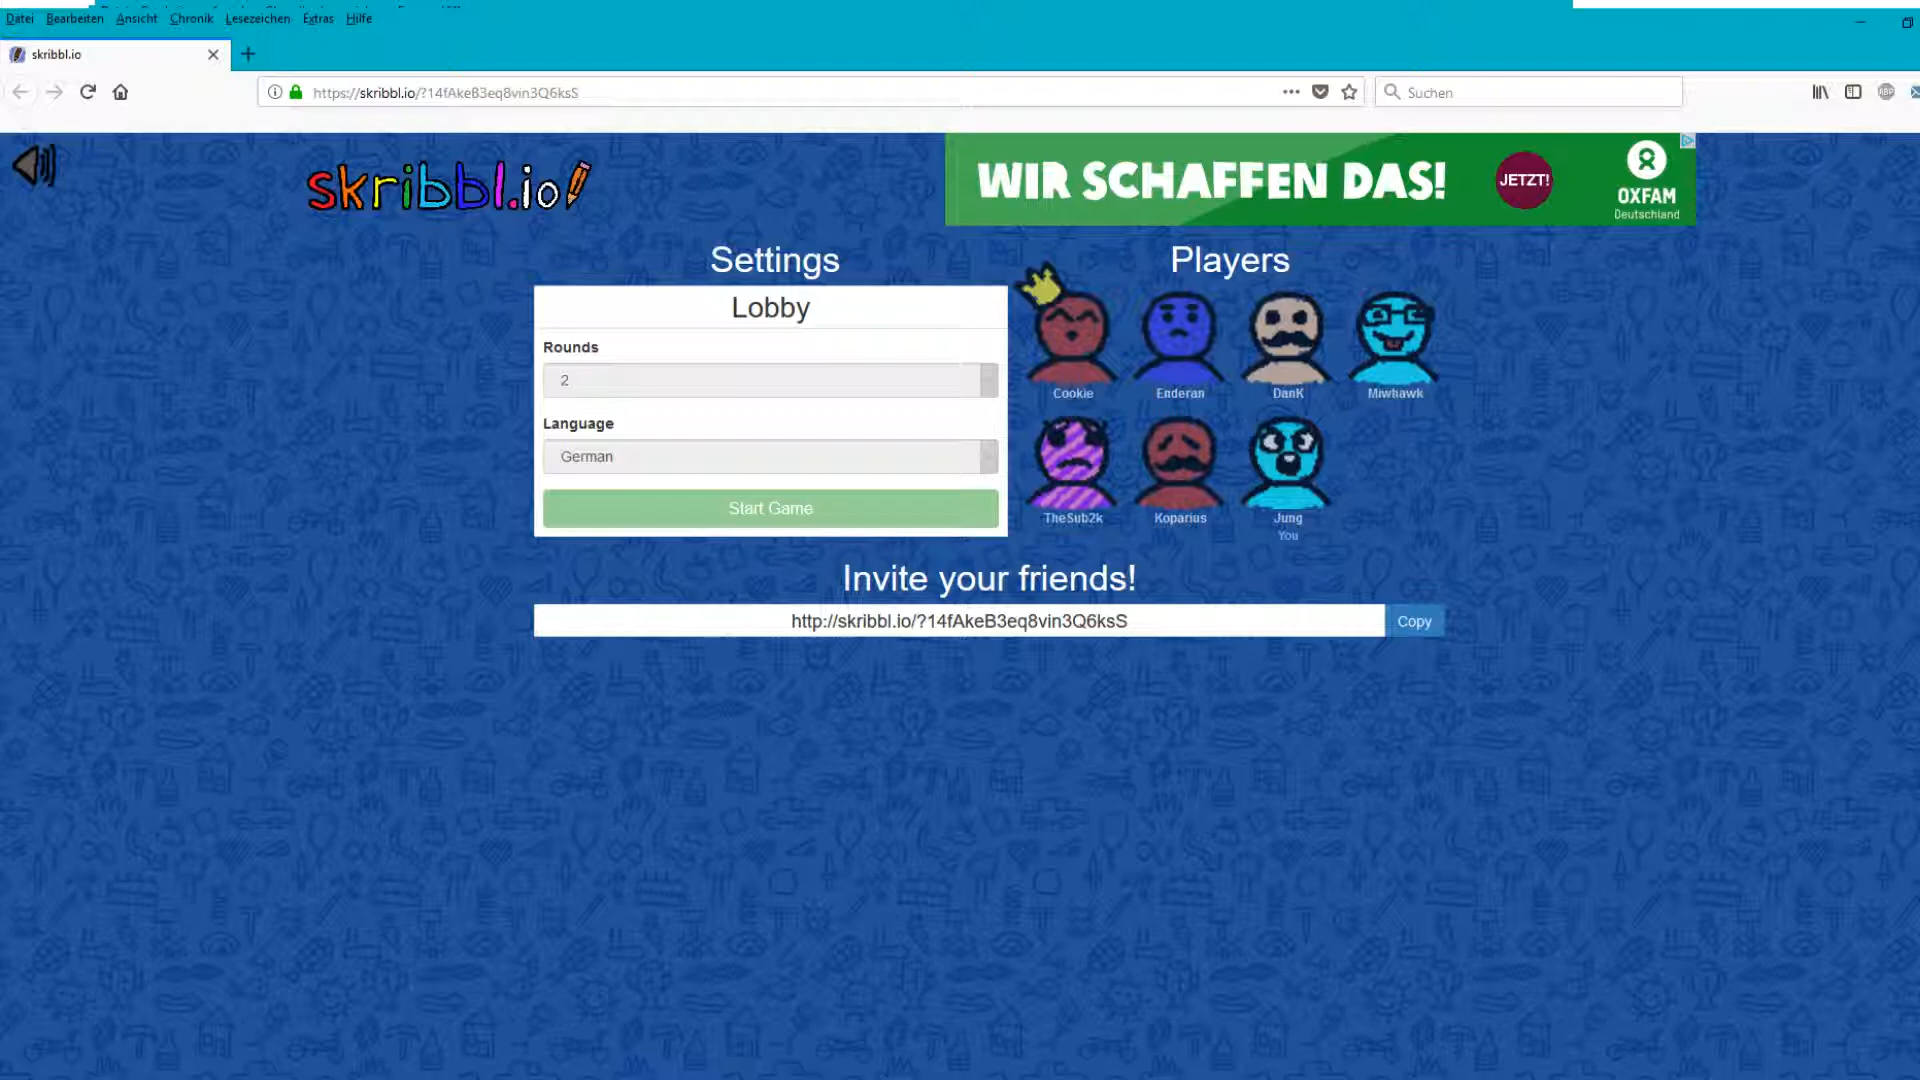 Datei Bearbeiten Ansicht Chronik Lesezeichen Extras Hilfe
skribbl.io
https://skribbl.io/?14fAkeB3eq8vin3Q6ksS
Suchen
ABP
skribbl.io
WIR SCHAFFEN DAS!
JETZT!
OXFAM
Deutschland
Settings
Players
Lobby
Rounds
2
Language
German
Start Game
Cookie
Enderan
DanK
Miwhawk
TheSub2k
Koparius
Jung
You
Invite your friends!
http://skribbl.io/?14fAkeB3eq8vin3Q6ksS
Copy